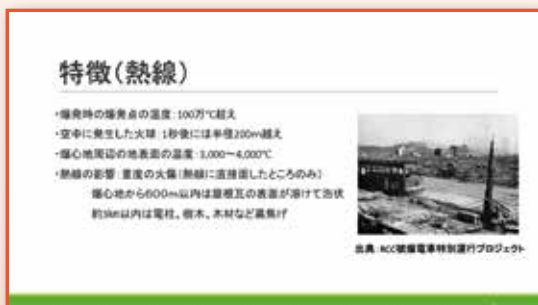 特徴(熱線)
・爆発時の爆発点の温度:100万℃超え
・空中に発生した火球:1秒後には半径200m超え
・爆心地周辺の地表面の温度:3,000〜4,000℃
・熱線の影響:重度の火傷(熱線に直接面したところのみ)
爆心地から600m以内は屋根瓦の表面が溶けて泡状
約3km以内は電柱、樹木、木材など黒焦げ
出典:RCC被爆電車特別運行プロジェクト